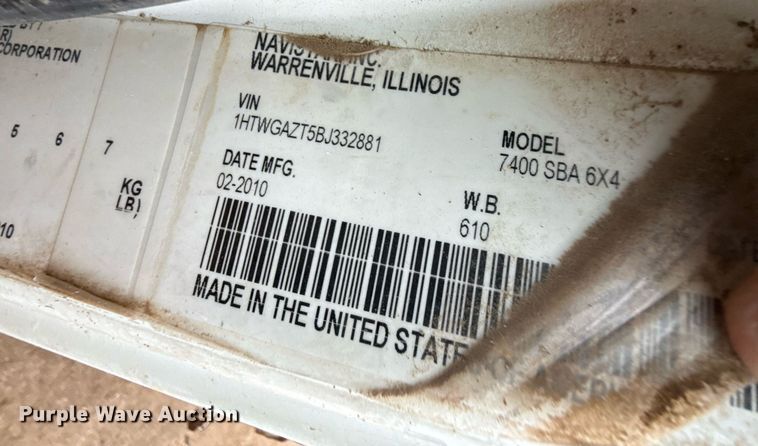 R)
CORPORATION
5 6 7
KG
LB)
10
NAVISTAR, INC.
WARRENVILLE, ILLINOIS
VIN
1HTWGAZT5BJ332881
MODEL
7400 SBA 6X4
DATE MFG.
02-2010
W.B.
610
MADE IN THE UNITED STATE
Purple Wave Auction